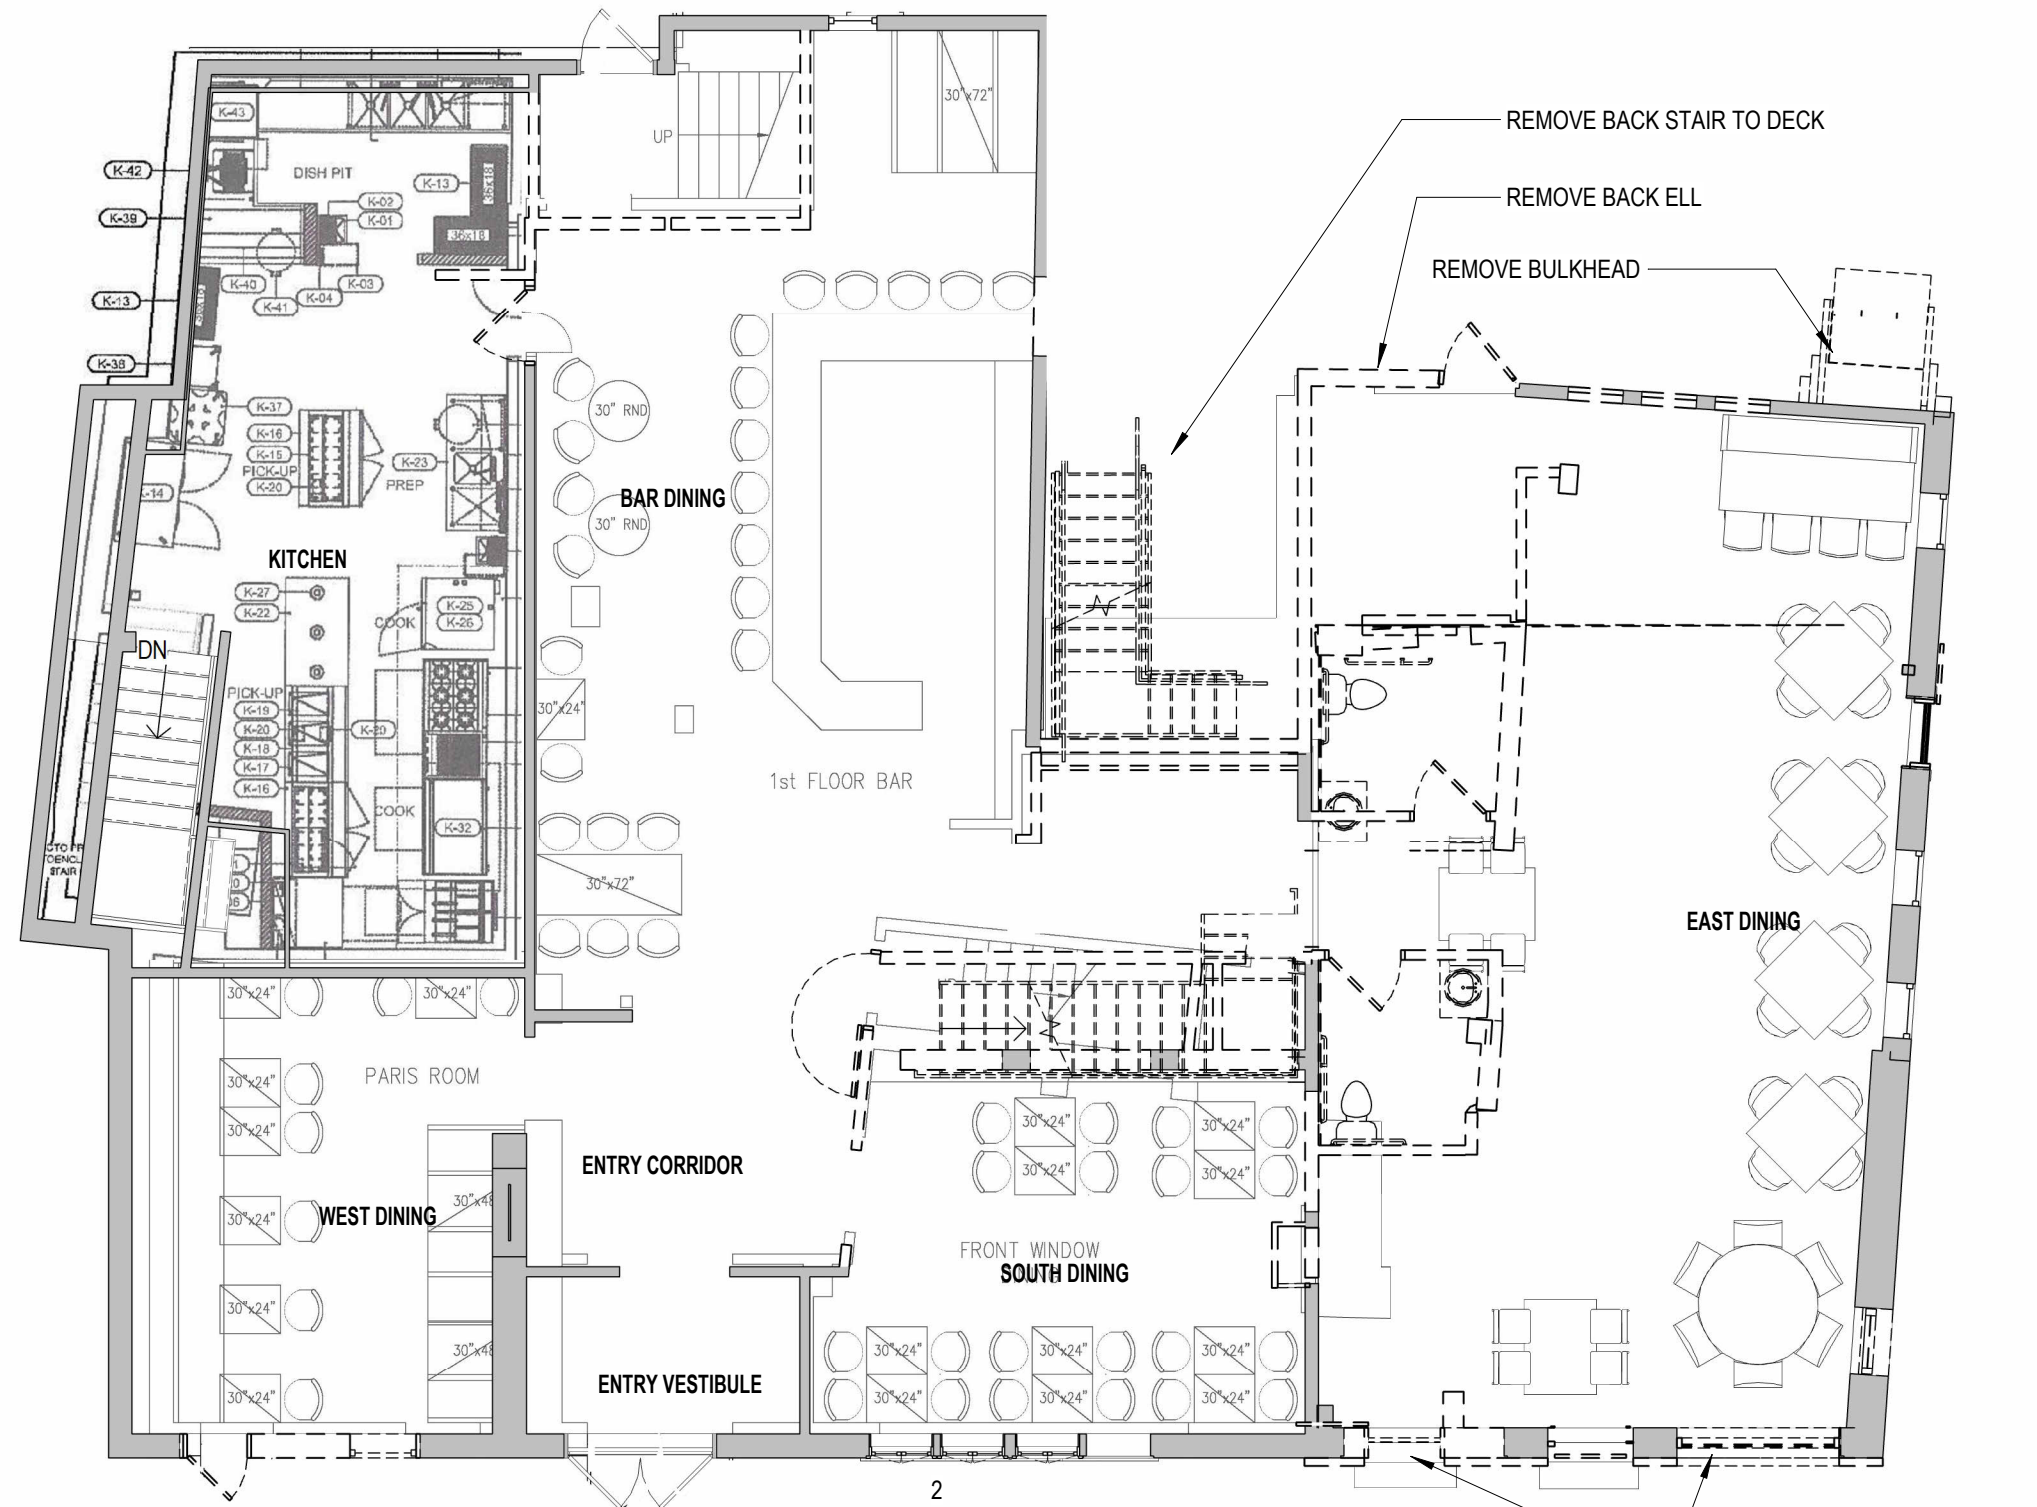 30"x72"
REMOVE BACK STAIR TO DECK
K-43
UP
K-42
DISH PIT
K-13
36x18
REMOVE BACK ELL
K-02
K-39
K-01
36x18
REMOVE BULKHEAD
K-40
K-04
K-03
K-13
K-41
K-38
K-37
30" RND
K-16
K-15
K-23
PICK-UP
K-20
PREP
K-14
BAR DINING
30" RND
KITCHEN
K-27
K-25
K-22
COOK
K-26
DN
PICK-UP
K-19
30"x24"
K-20
K-20
K-18
K-17
1st FLOOR BAR
K-16
COOK
K-32
STAIR
30"x72"
EAST DINING
30"x24"
30"x24"
PARIS ROOM
30"x24"
30"x24"
30"x24"
30"x24"
30"x24"
ENTRY CORRIDOR
30"x24"
30"x24"
30"x48
30"x24"
WEST DINING
FRONT WINDOW
SOUTH DINING
30"x24"
30"x48
30"x24"
30"x24"
30"x24"
ENTRY VESTIBULE
30"x24"
30"x24"
30"x24"
30"x24"
2